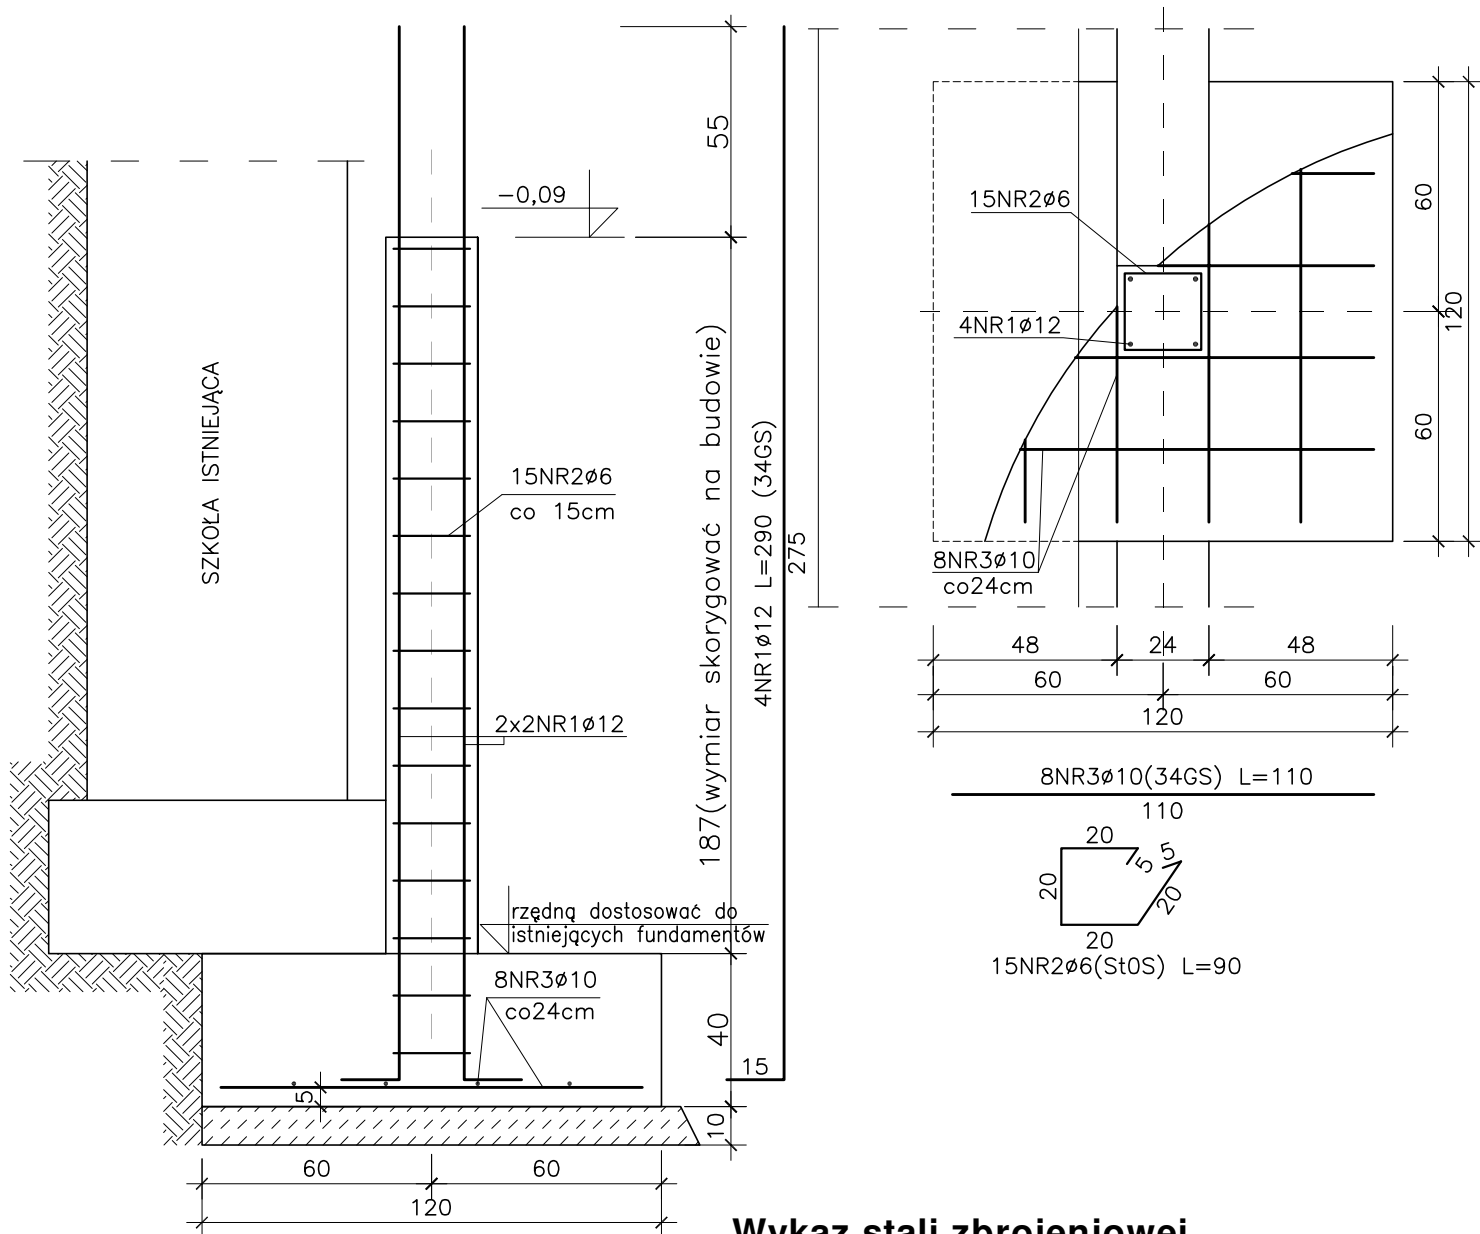 55
-0,09
SZKOŁA ISTNIEJĄCA
15NR2ø6
co 15cm
2x2NR1ø12
187(wymiar skorygować na budowie)
4NR1ø12 L=290 (34GS)
275
rzędną dostosować do
istniejących fundamentów
8NR3ø10
co24cm
40
15
5
10
60
60
120
15NR2ø6
4NR1ø12
8NR3ø10
co24cm
60
60
120
48
24
48
60
60
120
8NR3ø10(34GS) L=110
110
20
5
5
20
20
20
15NR2ø6(St0S) L=90
Wykaz stali zbrojeniowej